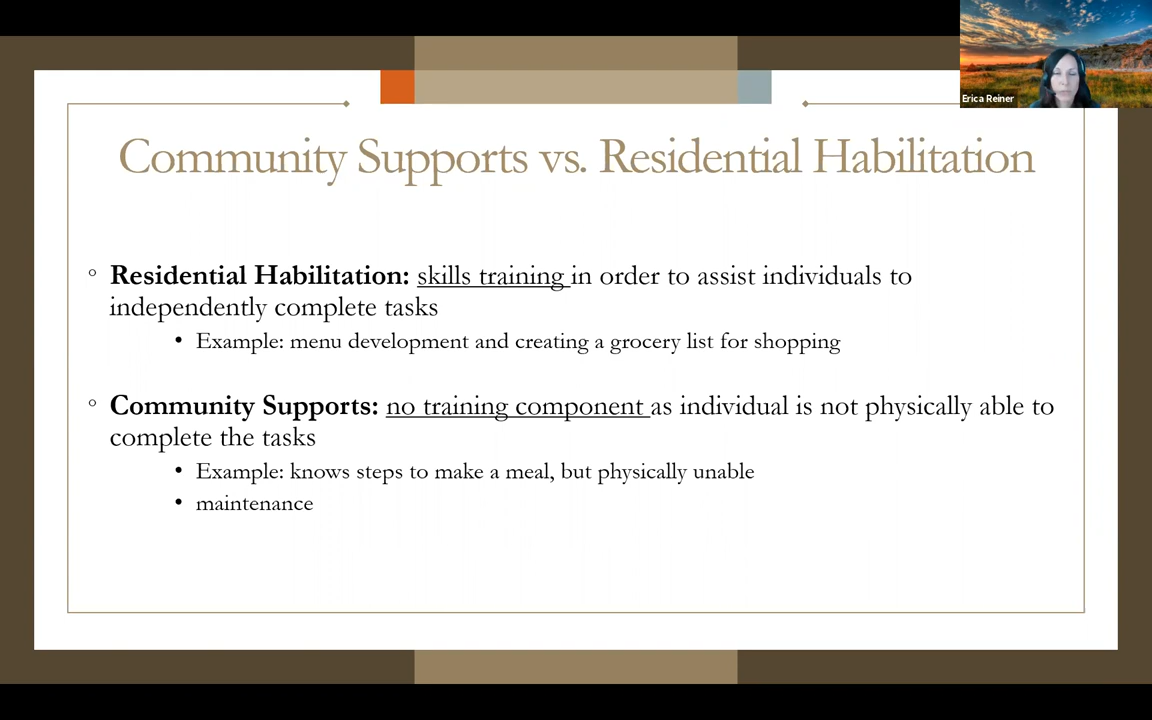 Erica Reiner
Community Supports vs. Residential Habilitation
◦ Residential Habilitation: skills training in order to assist individuals to
independently complete tasks
• Example: menu development and creating a grocery list for shopping
◦ Community Supports: no training component as individual is not physically able to
complete the tasks
• Example: knows steps to make a meal, but physically unable
• maintenance